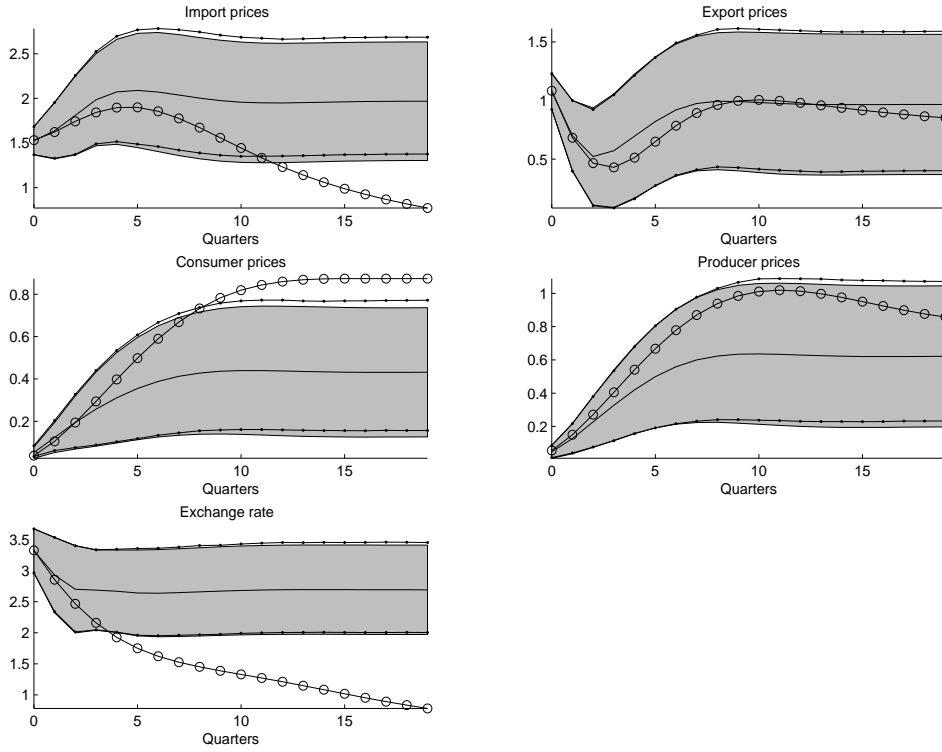 Import prices
2.5
2
1.5
1
0 5 10 15
Quarters
Export prices
1.5
1
0.5
0 5 10 15
Quarters
Consumer prices
0.8
0.6
0.4
0.2
0 5 10 15
Quarters
Producer prices
1
0.8
0.6
0.4
0.2
0 5 10 15
Quarters
Exchange rate
3.5
3
2.5
2
1.5
1
0 5 10 15
Quarters